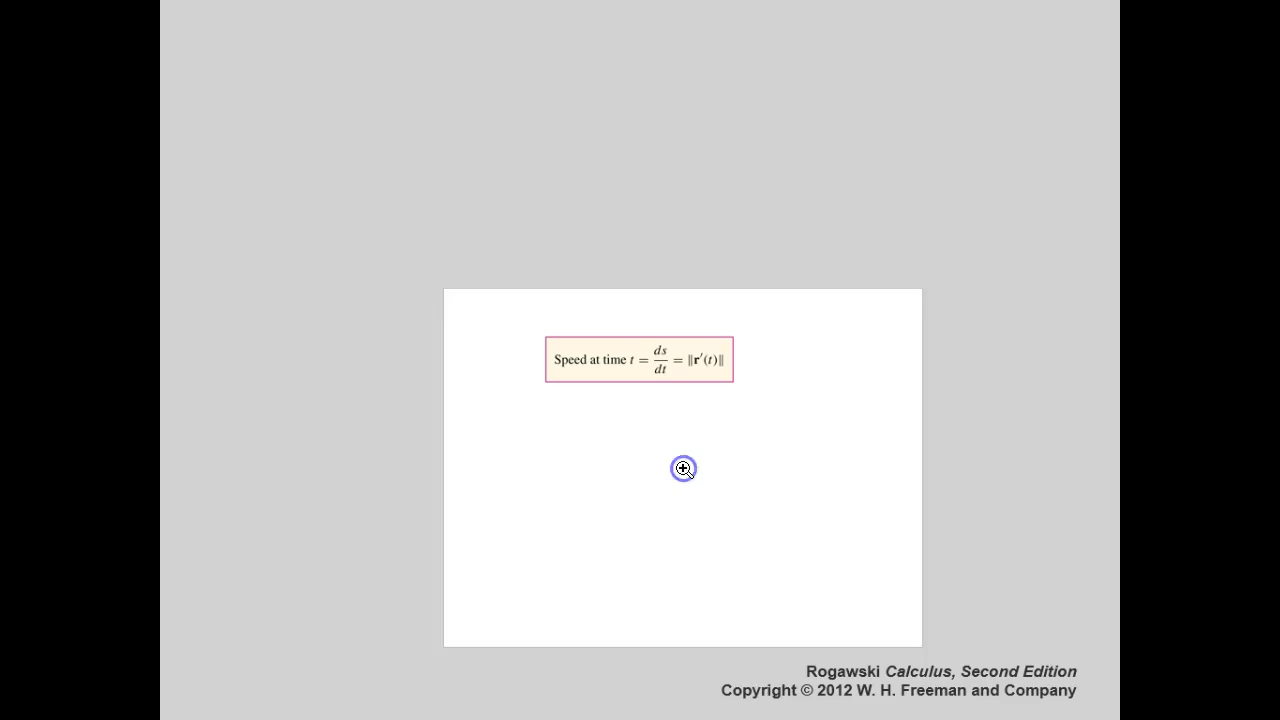 Speed at time t = ds/dt = ‖r′(t)‖
Rogawski Calculus, Second Edition
Copyright © 2012 W. H. Freeman and Company